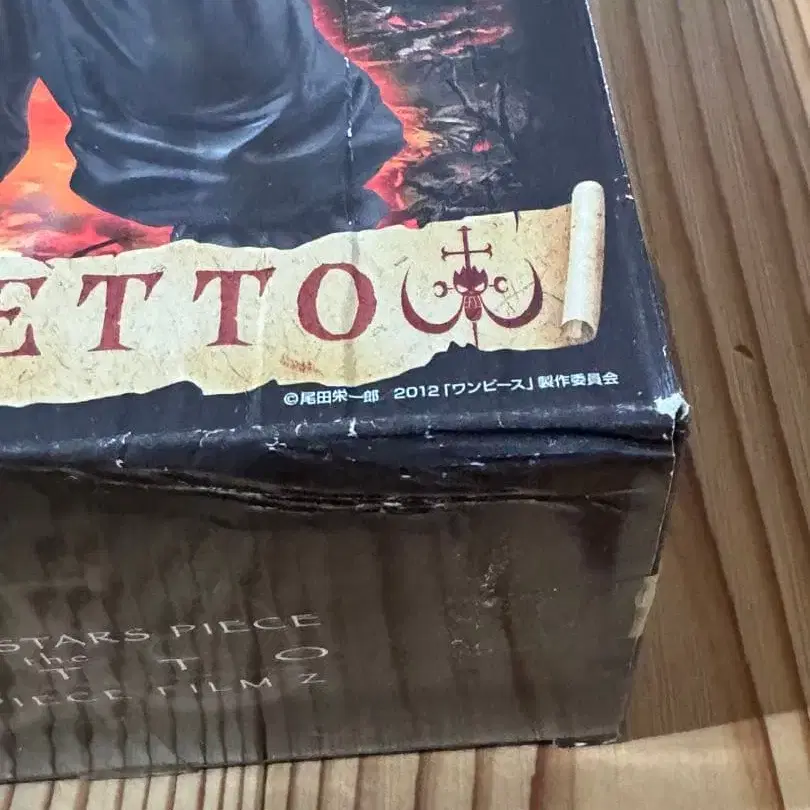 ETTO
©尾田栄一郎 2012「ワンピース」製作委員会
STARS PIECE
the
T T O
PIECE FILM Z